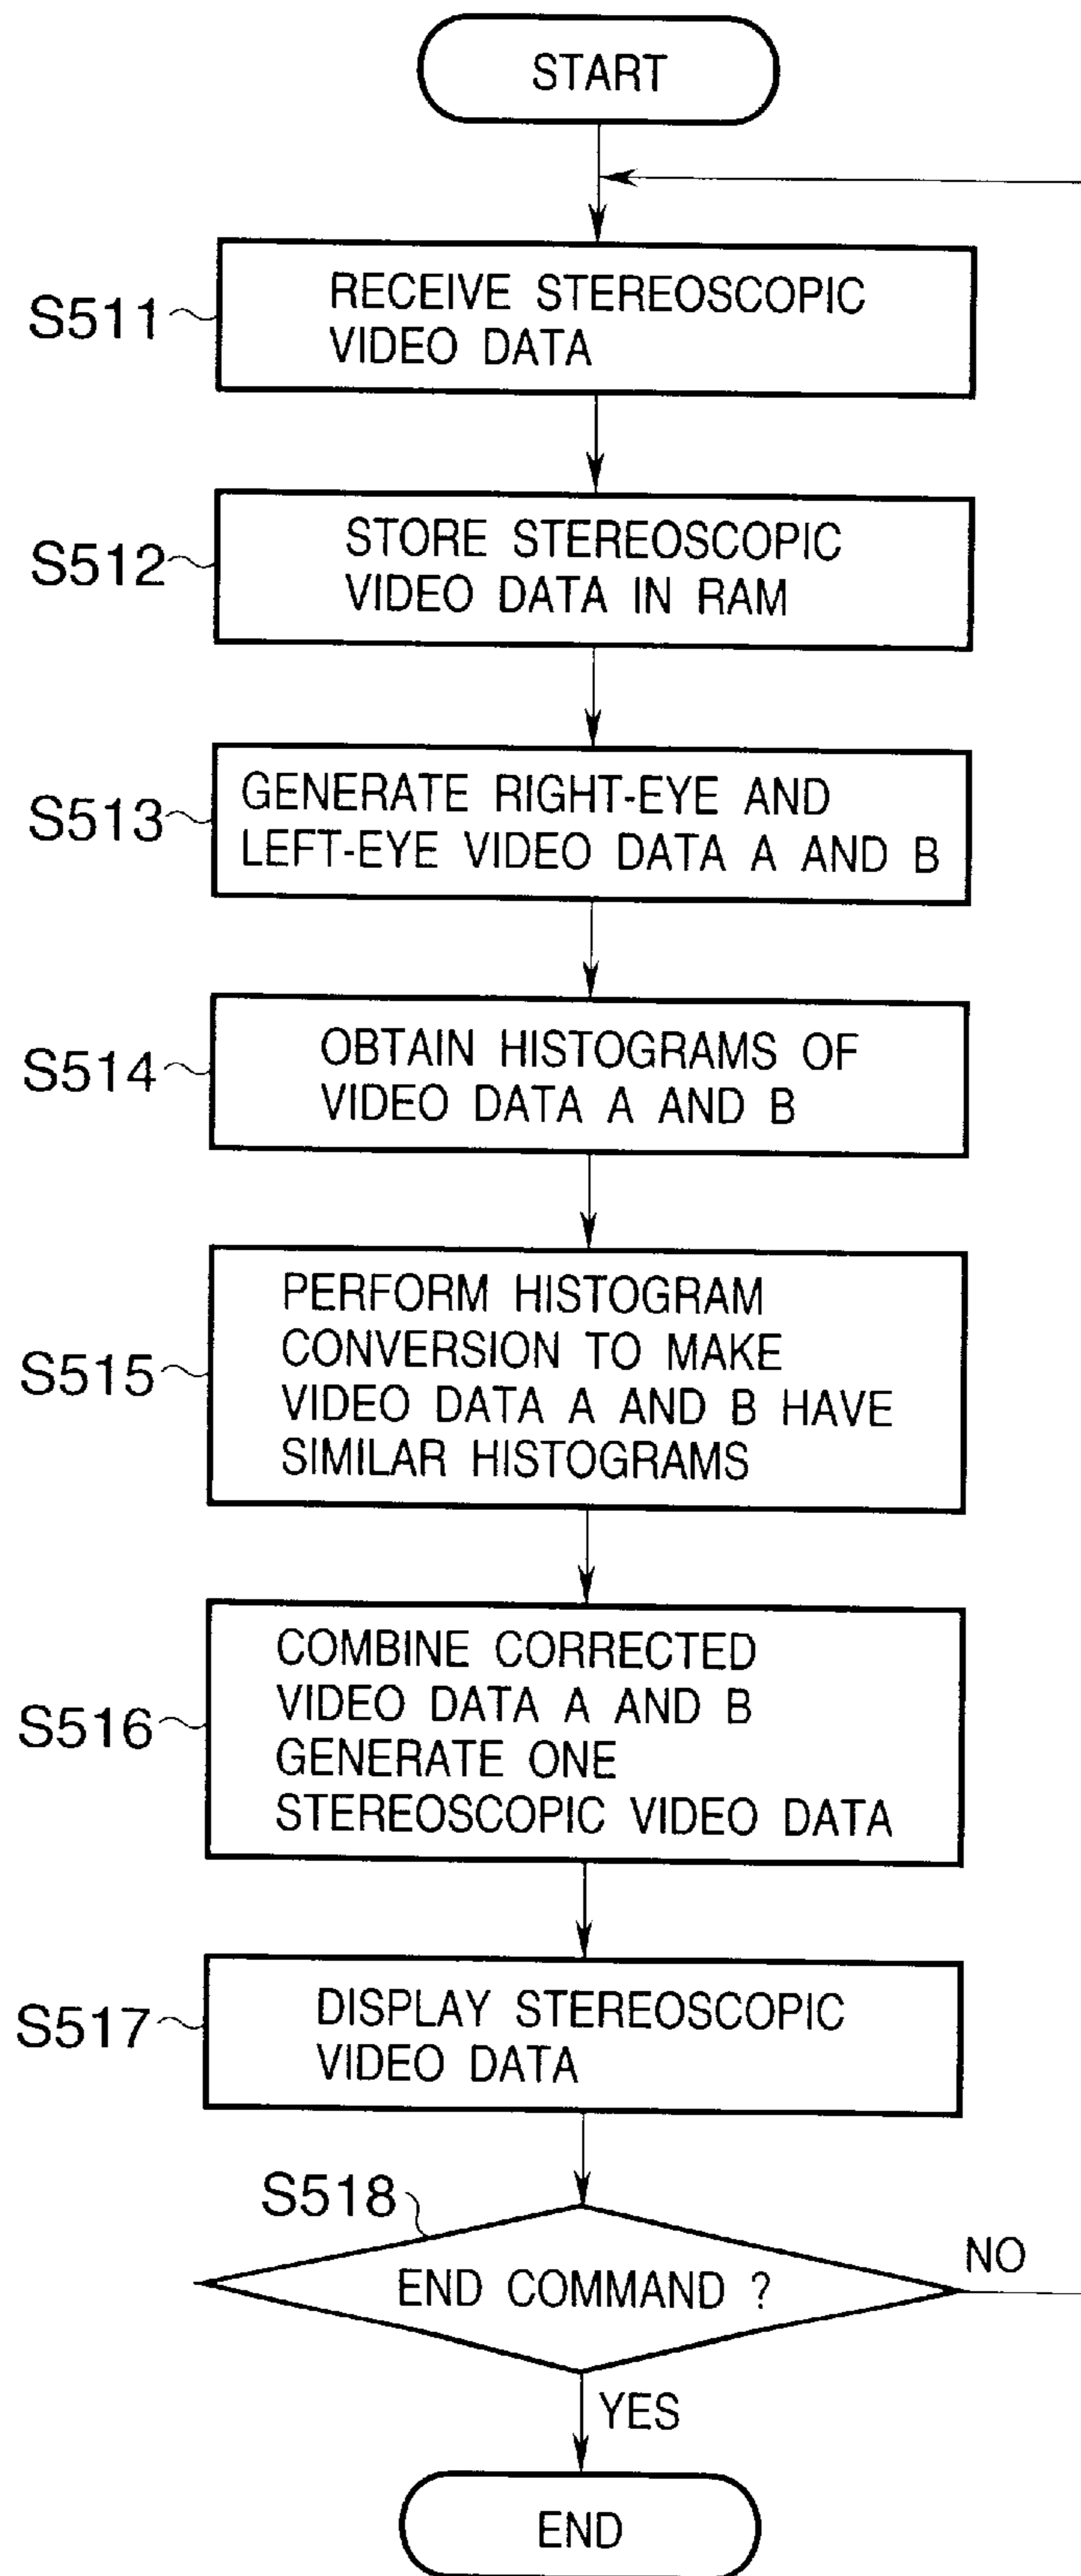 START
S511
RECEIVE STEREOSCOPIC
VIDEO DATA
S512
STORE STEREOSCOPIC
VIDEO DATA IN RAM
S513
GENERATE RIGHT-EYE AND
LEFT-EYE VIDEO DATA A AND B
S514
OBTAIN HISTOGRAMS OF
VIDEO DATA A AND B
S515
PERFORM HISTOGRAM
CONVERSION TO MAKE
VIDEO DATA A AND B HAVE
SIMILAR HISTOGRAMS
S516
COMBINE CORRECTED
VIDEO DATA A AND B
GENERATE ONE
STEREOSCOPIC VIDEO DATA
S517
DISPLAY STEREOSCOPIC
VIDEO DATA
S518
END COMMAND ?
NO
YES
END